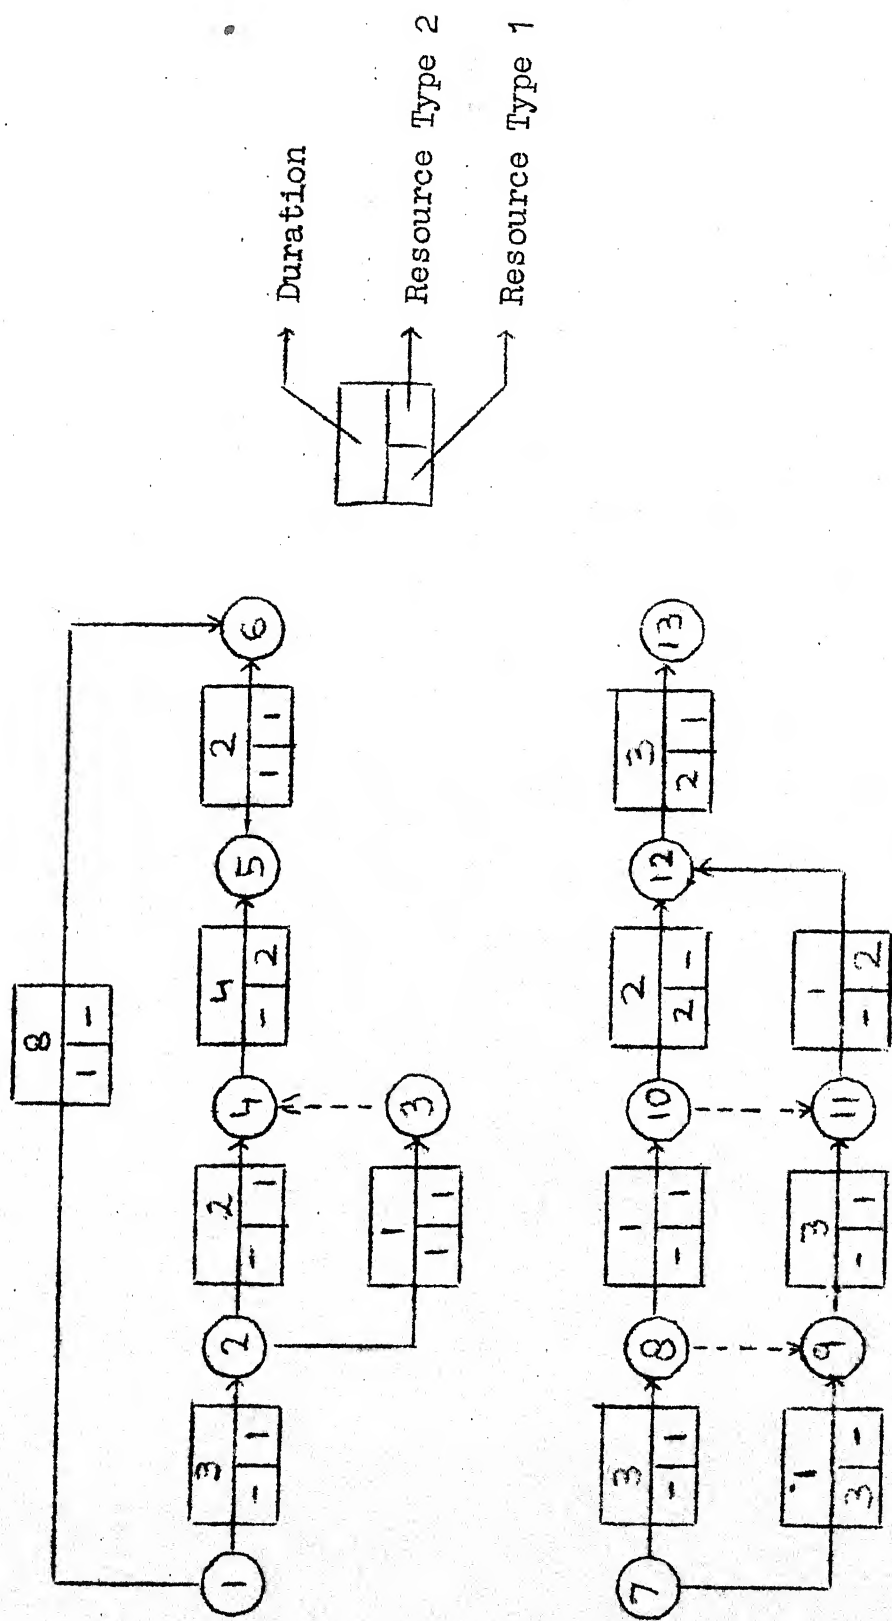 8
1 -
3 2 4 2
1 2 4 5 6
- 1 - 1 - 2 1 1
1
3
1 1
Duration
Resource Type 2
Resource Type 1
3 1 2 3
7 8 10 12 13
- 1 - 1 2 - 2 1
1 3 1
9 11
3 - - 1 - 2